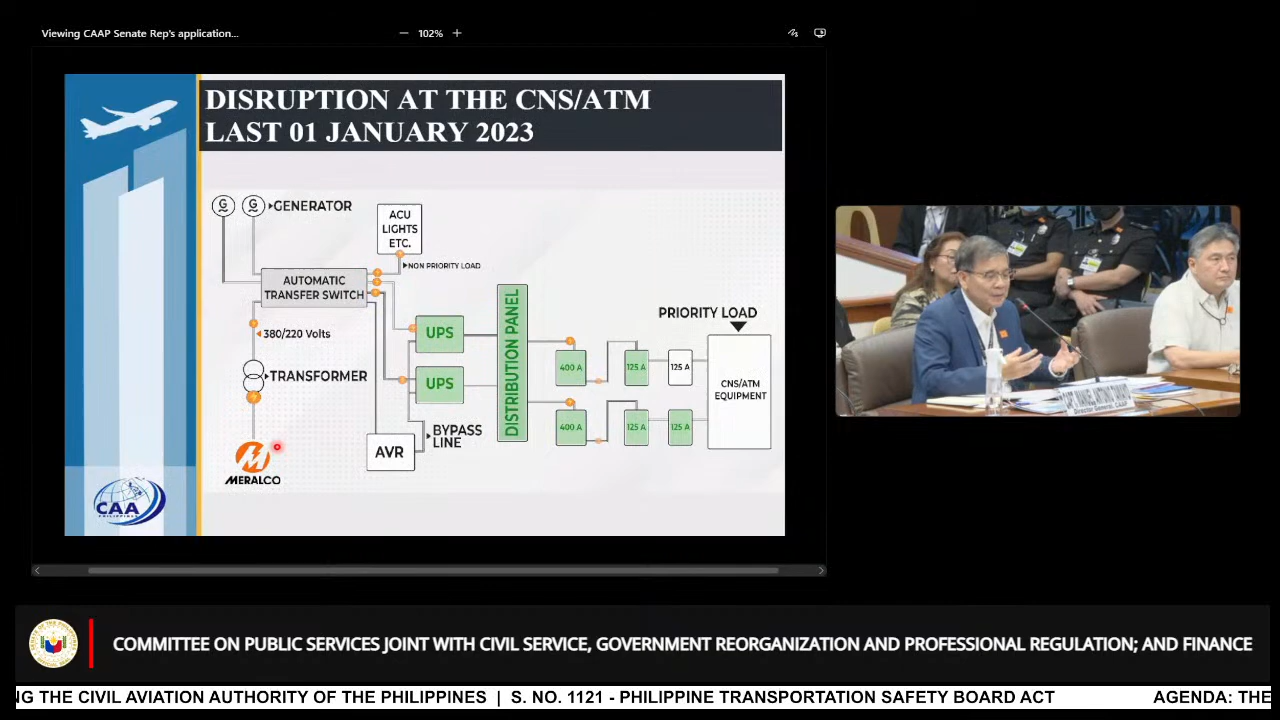 Viewing CAAP Senate Rep's application...
102%
DISRUPTION AT THE CNS/ATM
LAST 01 JANUARY 2023
G
G
GENERATOR
ACU
LIGHTS
ETC.
NON PRIORITY LOAD
AUTOMATIC
TRANSFER SWITCH
380/220 Volts
TRANSFORMER
MERALCO
AVR
BYPASS
LINE
UPS
UPS
DISTRIBUTION PANEL
400 A
125 A
125 A
400 A
125 A
125 A
PRIORITY LOAD
CNS/ATM
EQUIPMENT
CAA
PHILIPPINES
COMMITTEE ON PUBLIC SERVICES JOINT WITH CIVIL SERVICE, GOVERNMENT REORGANIZATION AND PROFESSIONAL REGULATION; AND FINANCE
NG THE CIVIL AVIATION AUTHORITY OF THE PHILIPPINES | S. NO. 1121 - PHILIPPINE TRANSPORTATION SAFETY BOARD ACT AGENDA: THE